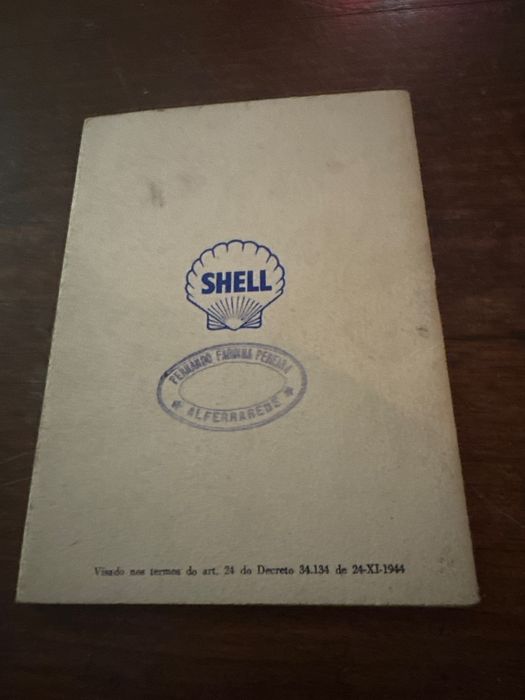 SHELL
FERNANDO FARINHA PEREIRA
★ ALFERRAREDE ★
Visado nos termos do art. 24 do Decreto 34.134 de 24-XI-1944